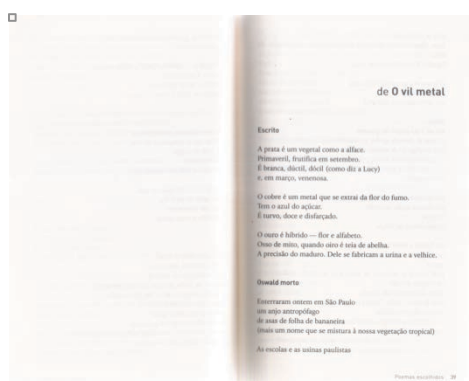 de O vil metal
Escrito
A prata é um vegetal como a alface.
Primaveril, frutifica em setembro.
É branca, dúctil, dócil (como diz a Lucy)
e, em março, venenosa.
O cobre é um metal que se extrai da flor do fumo.
Tem o azul do açúcar.
É turvo, doce e disfarçado.
O ouro é híbrido — flor e alfabeto.
Osso de mito, quando oiro é teia de abelha.
A precisão do maduro. Dele se fabricam a urina e a velhice.
Oswald morto
Enterraram ontem em São Paulo
um anjo antropófago
de asas de folha de bananeira
(mais um nome que se mistura à nossa vegetação tropical)
As escolas e as usinas paulistas
Poemas escolhidos